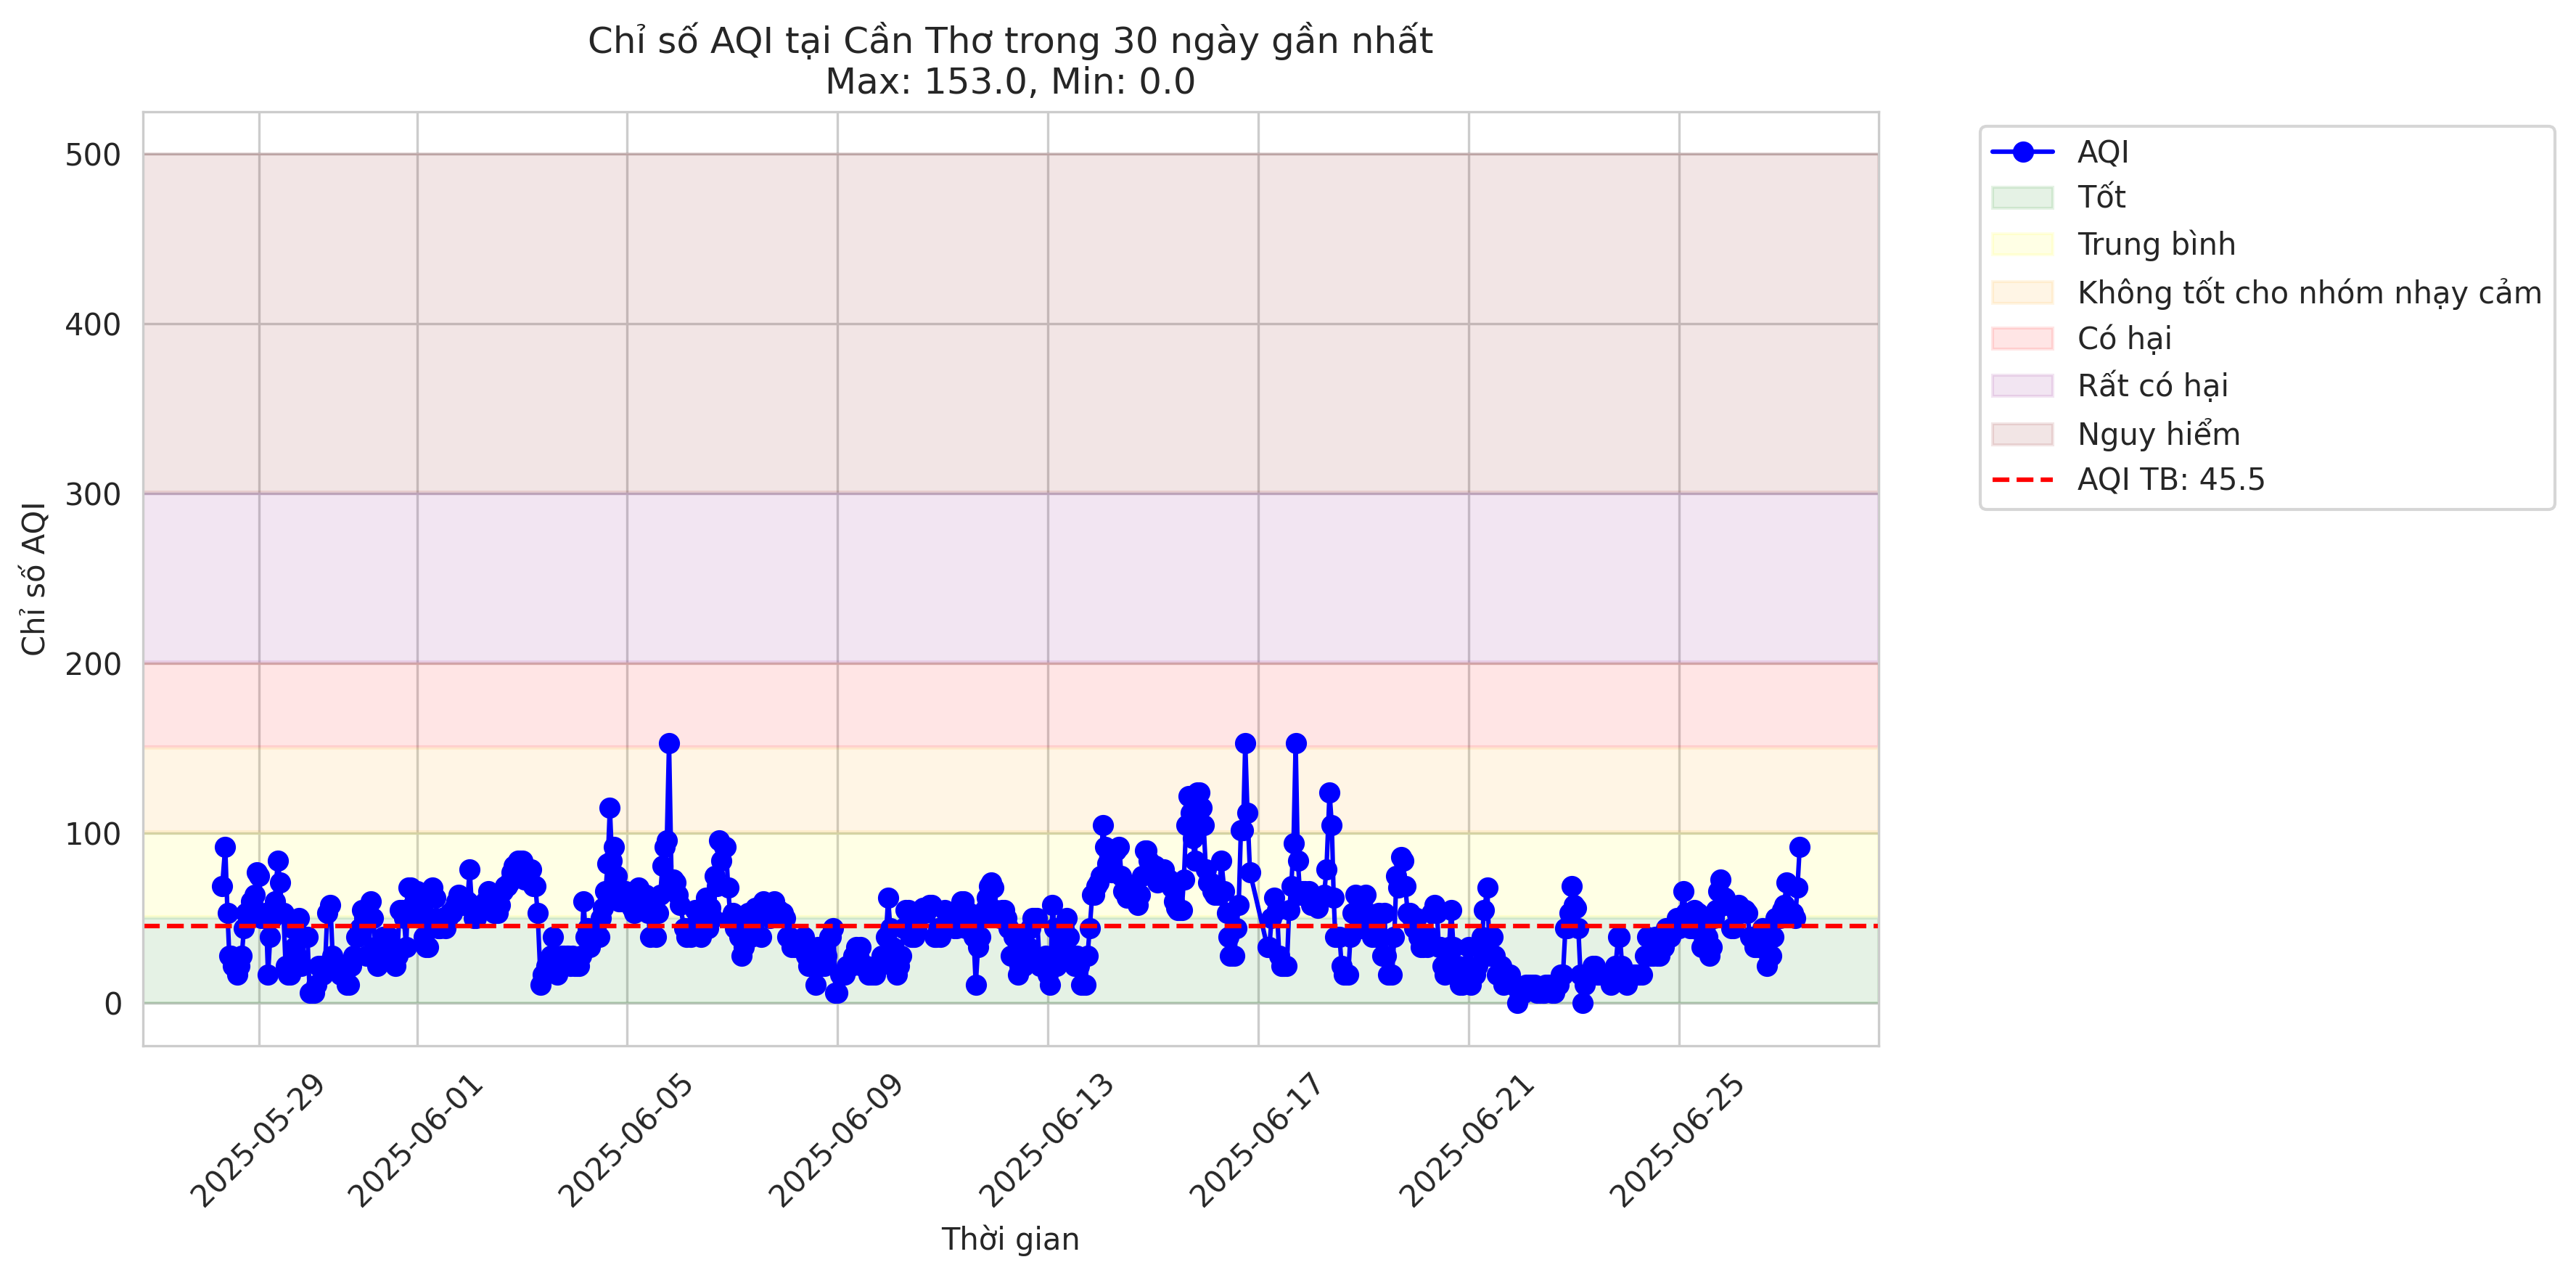 Chỉ số AQI tại Cần Thơ trong 30 ngày gần nhất
Max: 153.0, Min: 0.0
Chỉ số AQI
500
400
300
200
100
0
2025-05-29
2025-06-01
2025-06-05
2025-06-09
2025-06-13
2025-06-17
2025-06-21
2025-06-25
Thời gian
AQI
Tốt
Trung bình
Không tốt cho nhóm nhạy cảm
Có hại
Rất có hại
Nguy hiểm
AQI TB: 45.5